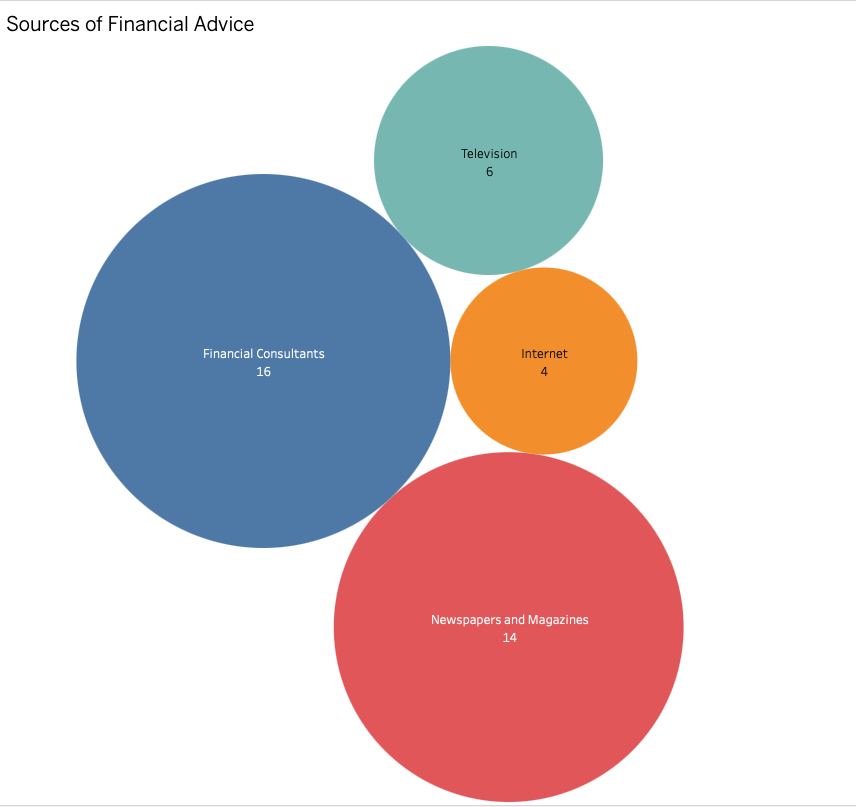 Sources of Financial Advice
Television
6
Financial Consultants
16
Internet
4
Newspapers and Magazines
14